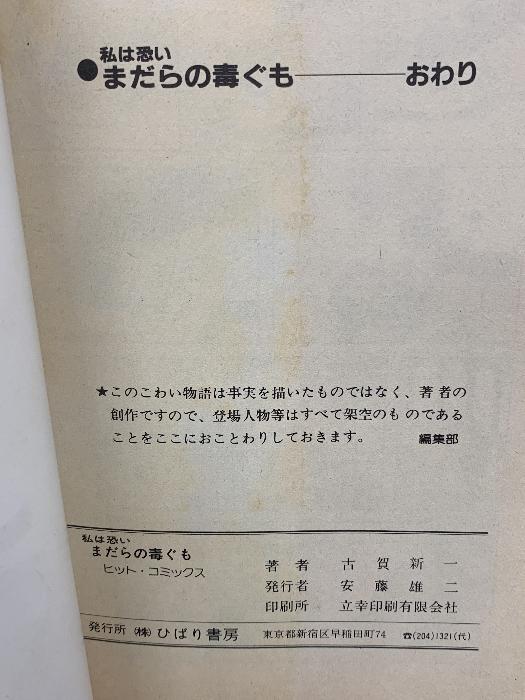 私は恐い
●まだらの毒ぐも――――おわり
★このこわい物語は事実を描いたものではなく、著者の
創作ですので、登場人物等はすべて架空のものである
ことをここにおことわりしておきます。 編集部
私は恐い
まだらの毒ぐも
ヒット・コミックス
著者 古賀新一
発行者 安藤雄二
印刷所 立幸印刷有限会社
発行所 ㈱ ひばり書房 東京都新宿区早稲田町74 ☎(204)1321(代)